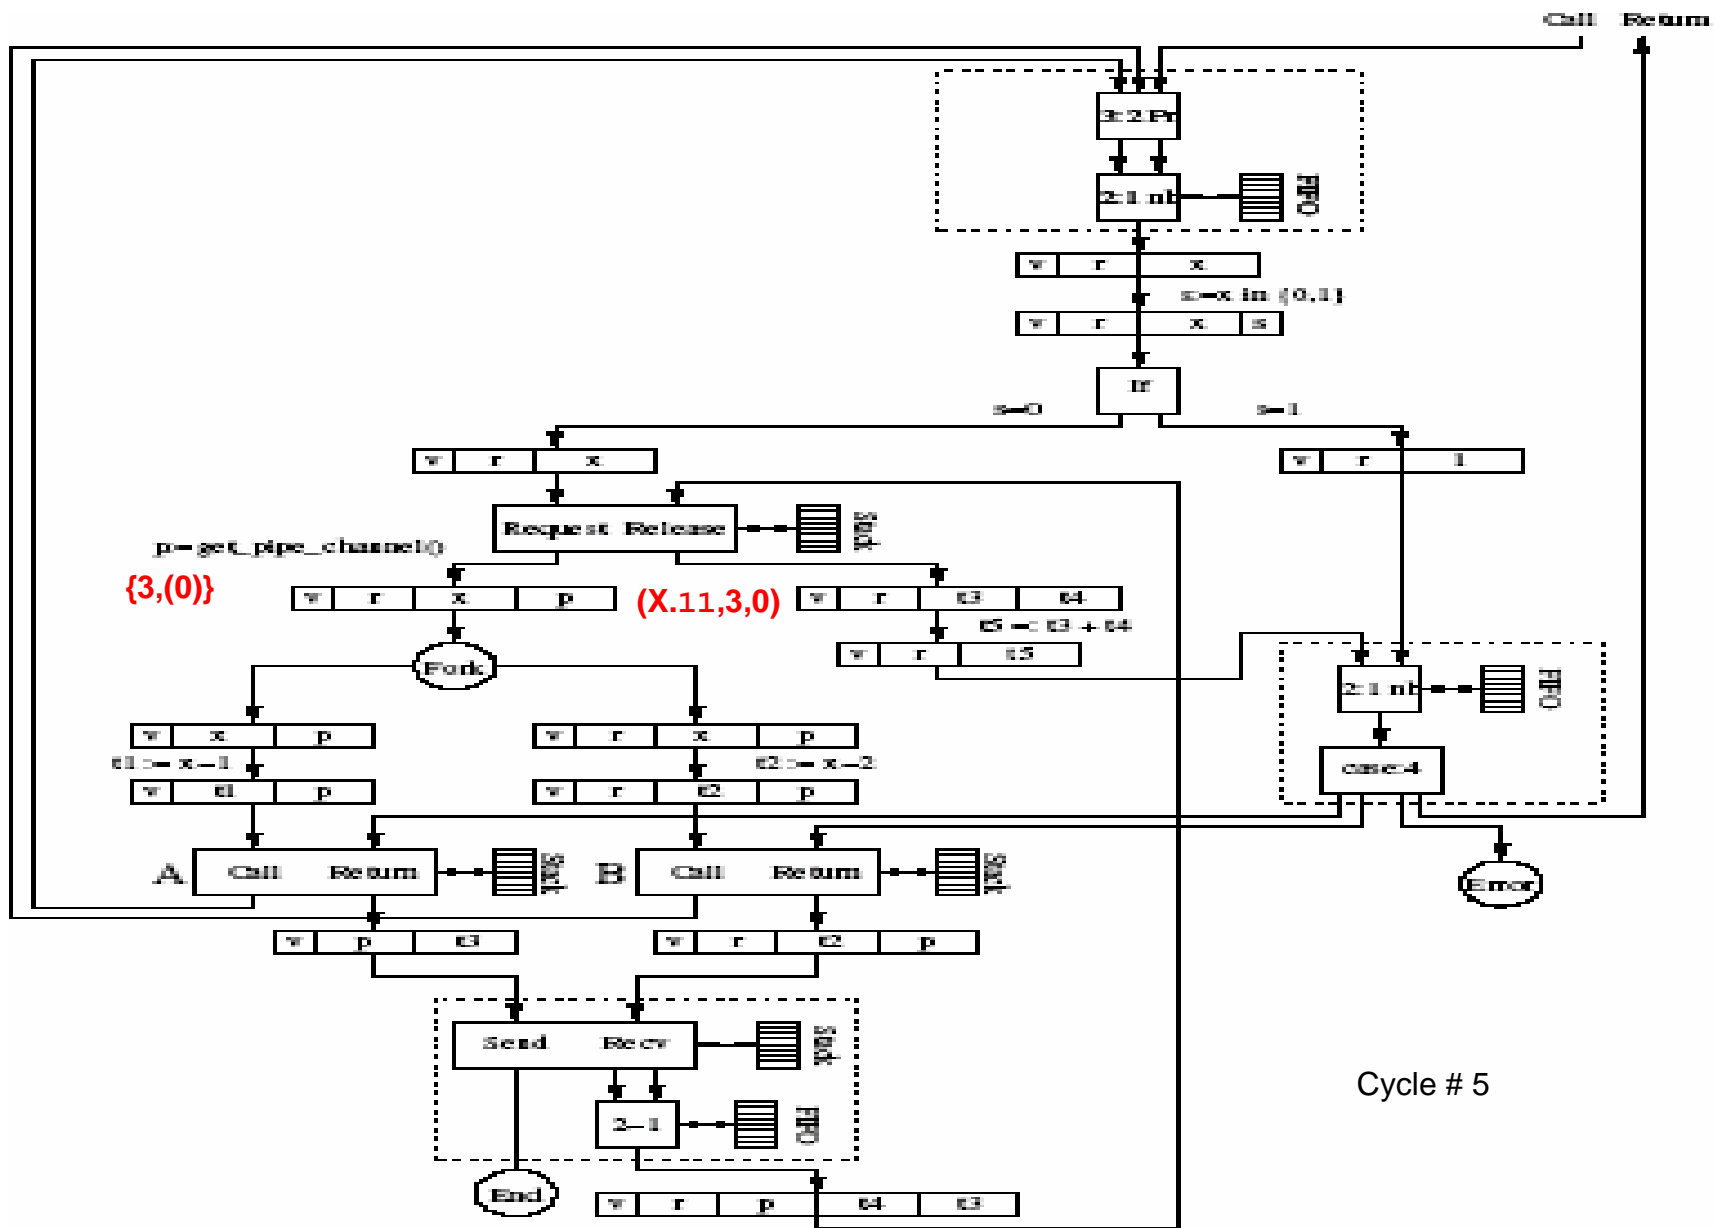 Call Return
3:2 Pr
2:1 nb
FIFO
v r x
s:=x in {0,1}
v r x s
If
s=0 s=1
v r x
v r 1
Request Release
Stack
p=get_pipe_channel()
{3,(0)}
v r x p
(X.11,3,0)
v r t3 t4
t5 =: t3 + t4
v r t5
Fork
2:1 nb
FIFO
v x p
v r x p
t1 := x-1
t2 := x-2
v t1 p
v r t2 p
case:4
A
Call Return
Stack
B
Call Return
Stack
Error
v p t3
v r t2 p
Send Recv
Stack
2-1
FIFO
Cycle # 5
End
v r p t4 t3